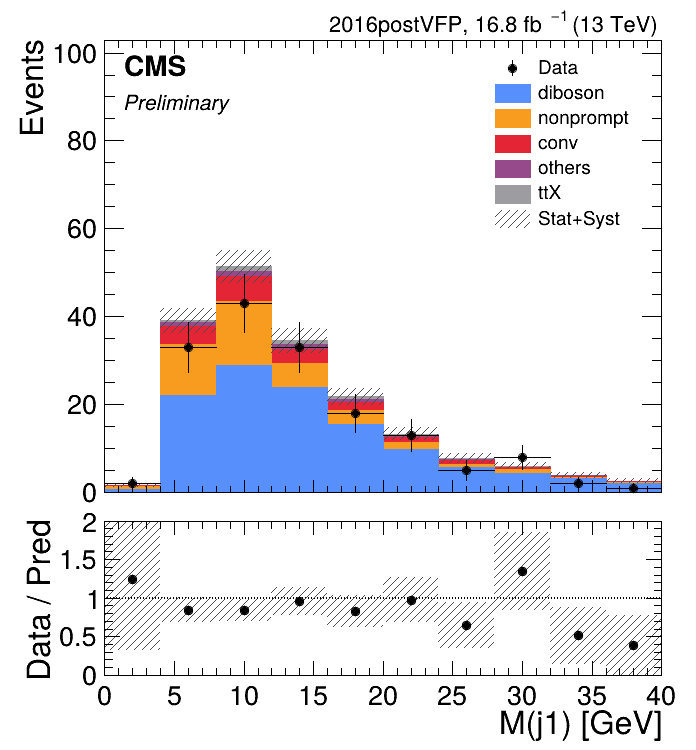 2016postVFP, 16.8 fb⁻¹ (13 TeV)
CMS
Preliminary
Events
100
80
60
40
20
0
Data
diboson
nonprompt
conv
others
ttX
Stat+Syst
Data / Pred
2
1.5
1
0.5
0
0 5 10 15 20 25 30 35 40
M(j1) [GeV]